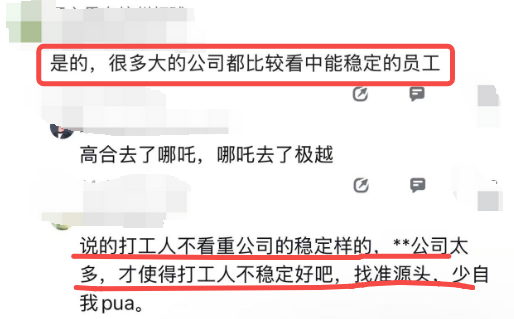 是的，很多大的公司都比较看中能稳定的员工
高合去了哪吒，哪吒去了极越
说的打工人不看重公司的稳定样的，**公司太
多，才使得打工人不稳定好吧，找准源头，少自
我pua。